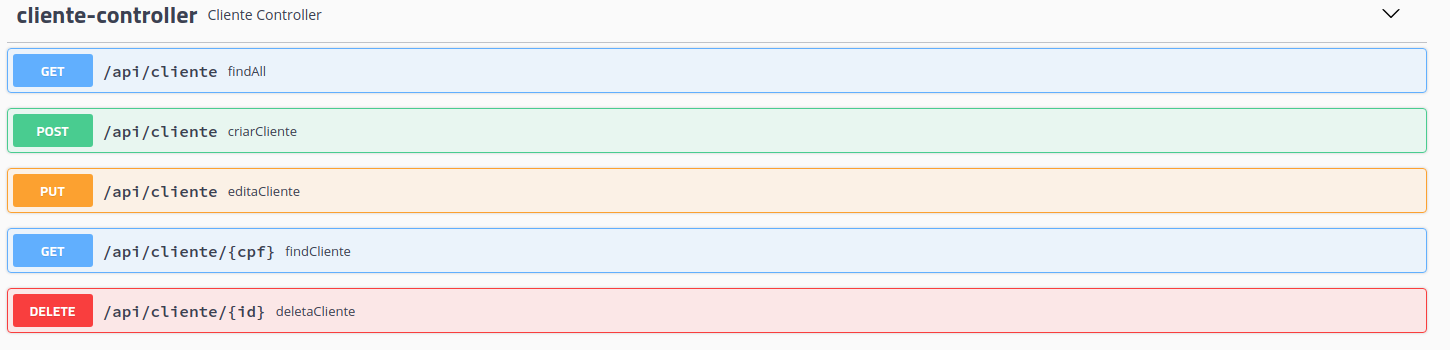 cliente-controller Cliente Controller
GET /api/cliente findAll
POST /api/cliente criarCliente
PUT /api/cliente editaCliente
GET /api/cliente/{cpf} findCliente
DELETE /api/cliente/{id} deletaCliente